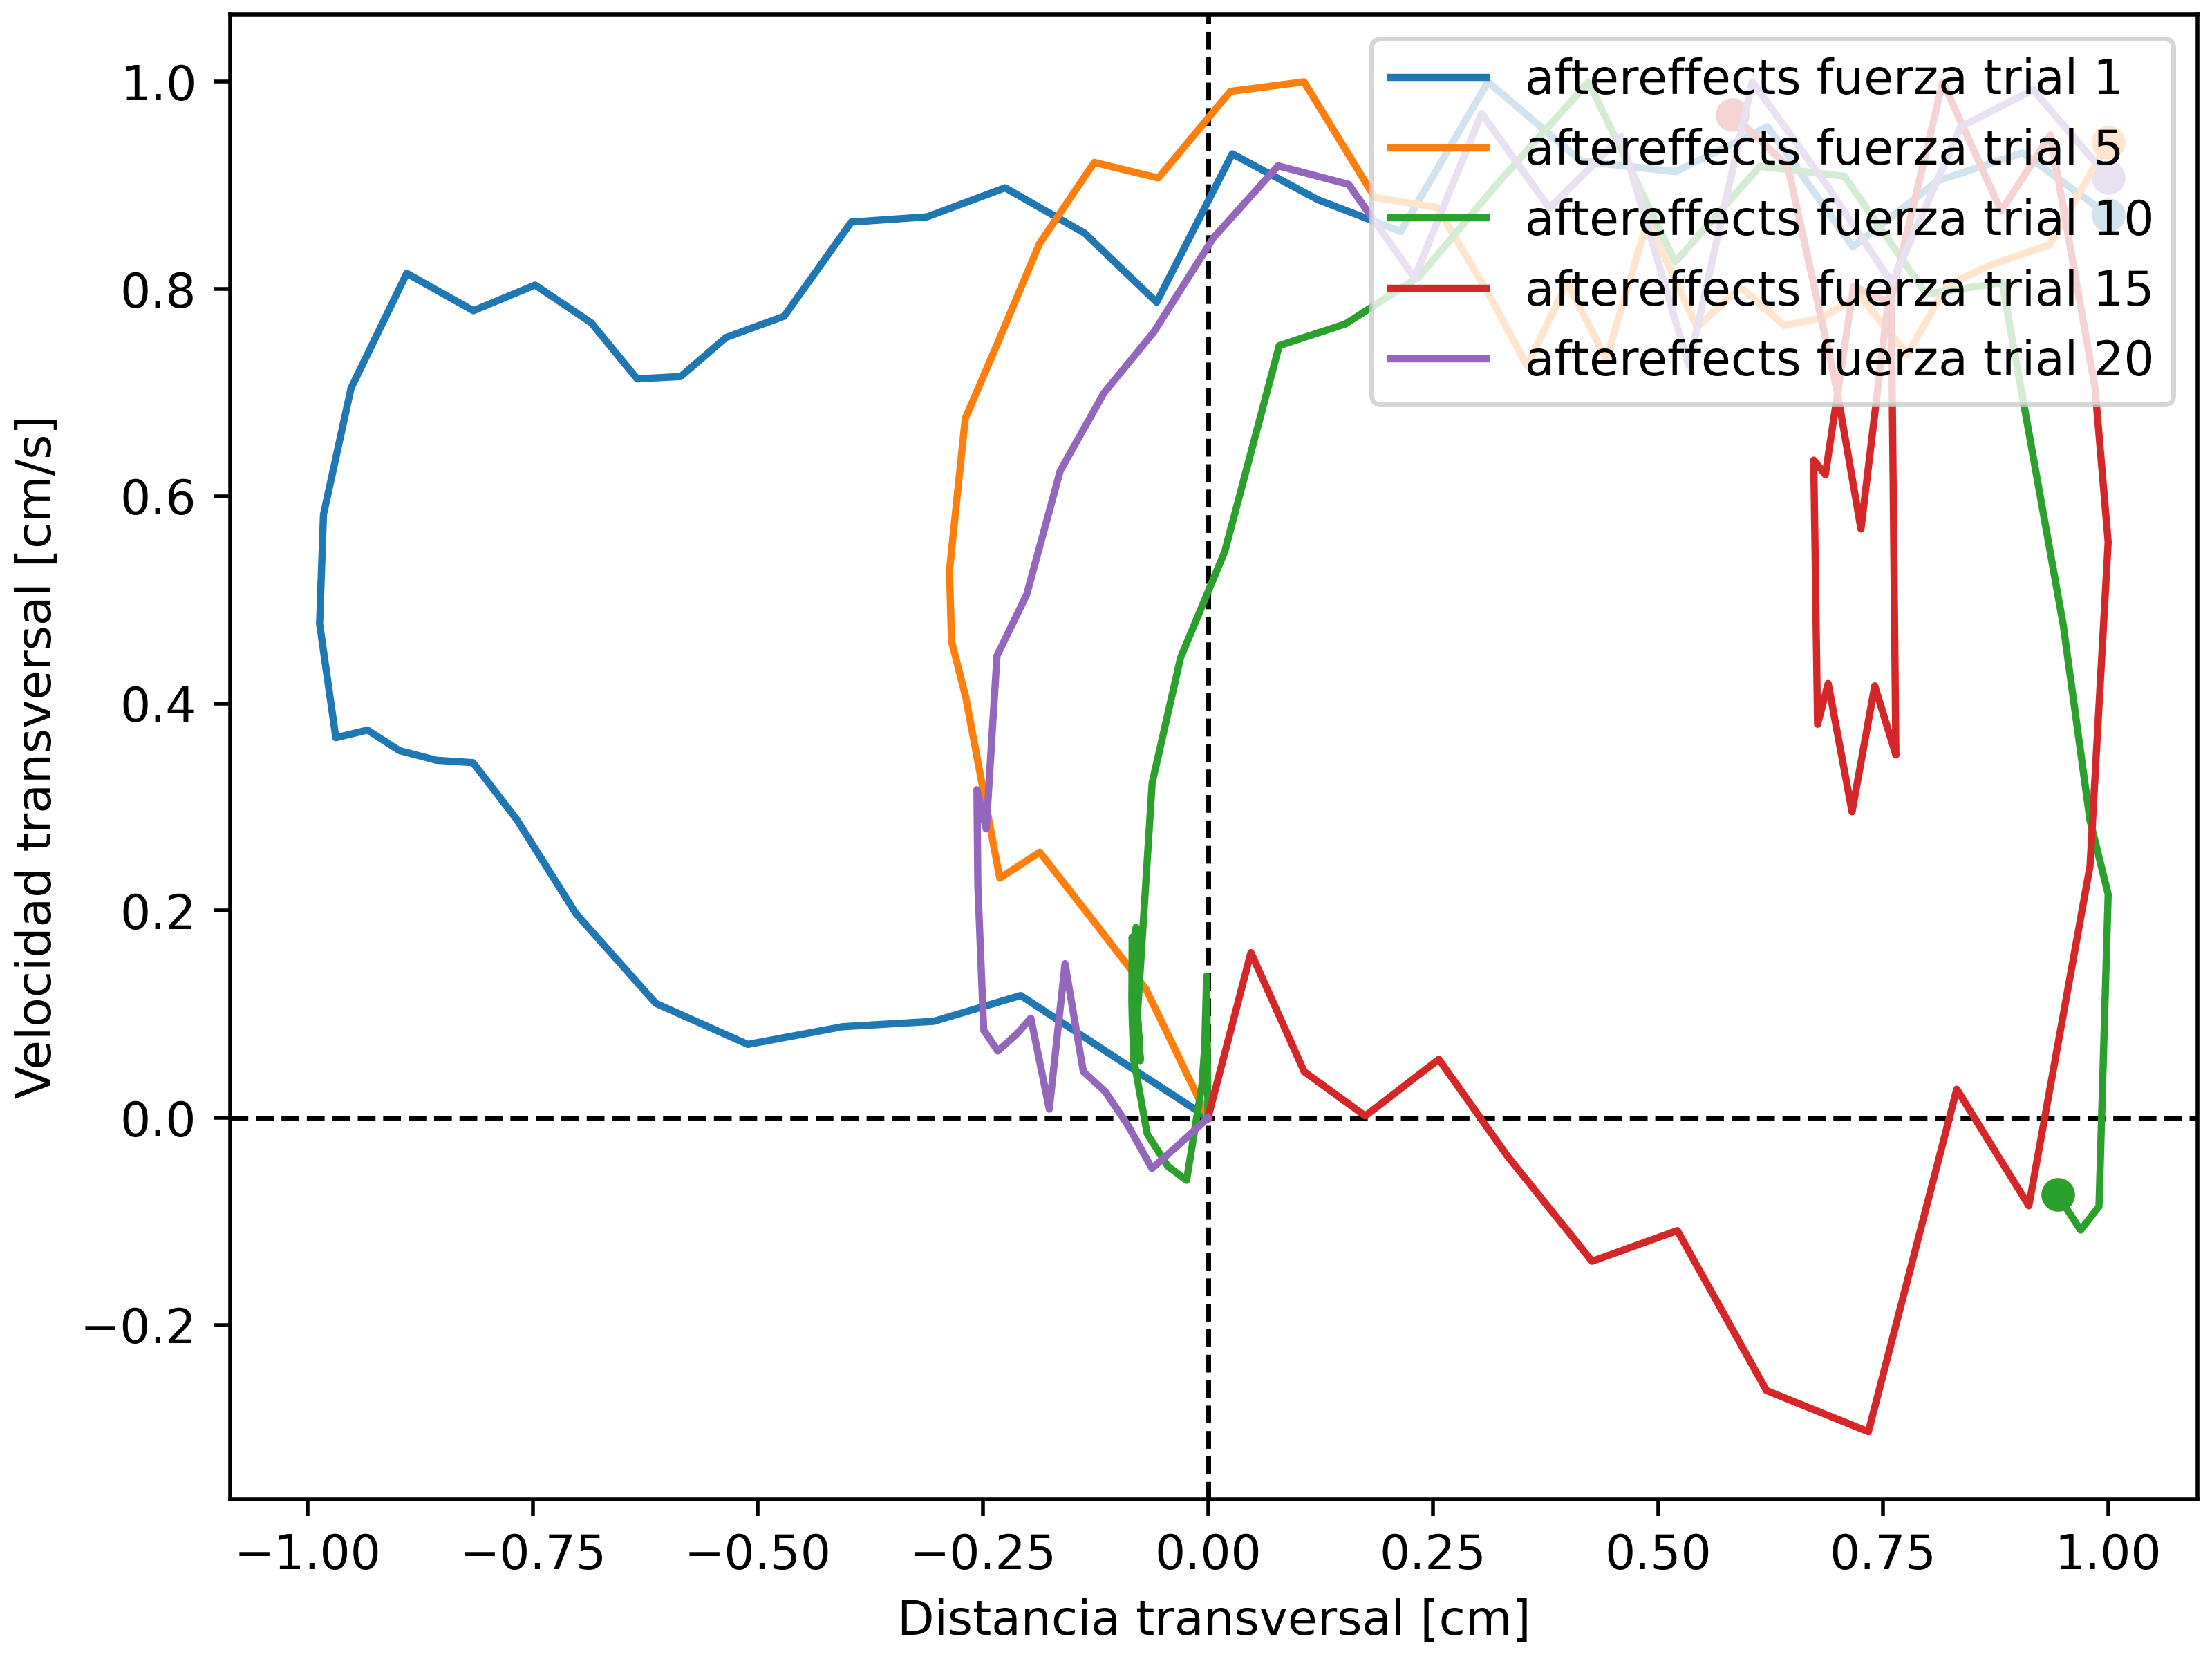 aftereffects fuerza trial 1
aftereffects fuerza trial 5
aftereffects fuerza trial 10
aftereffects fuerza trial 15
aftereffects fuerza trial 20
1.0
0.8
0.6
0.4
0.2
0.0
−0.2
Velocidad transversal [cm/s]
−1.00 −0.75 −0.50 −0.25 0.00 0.25 0.50 0.75 1.00
Distancia transversal [cm]